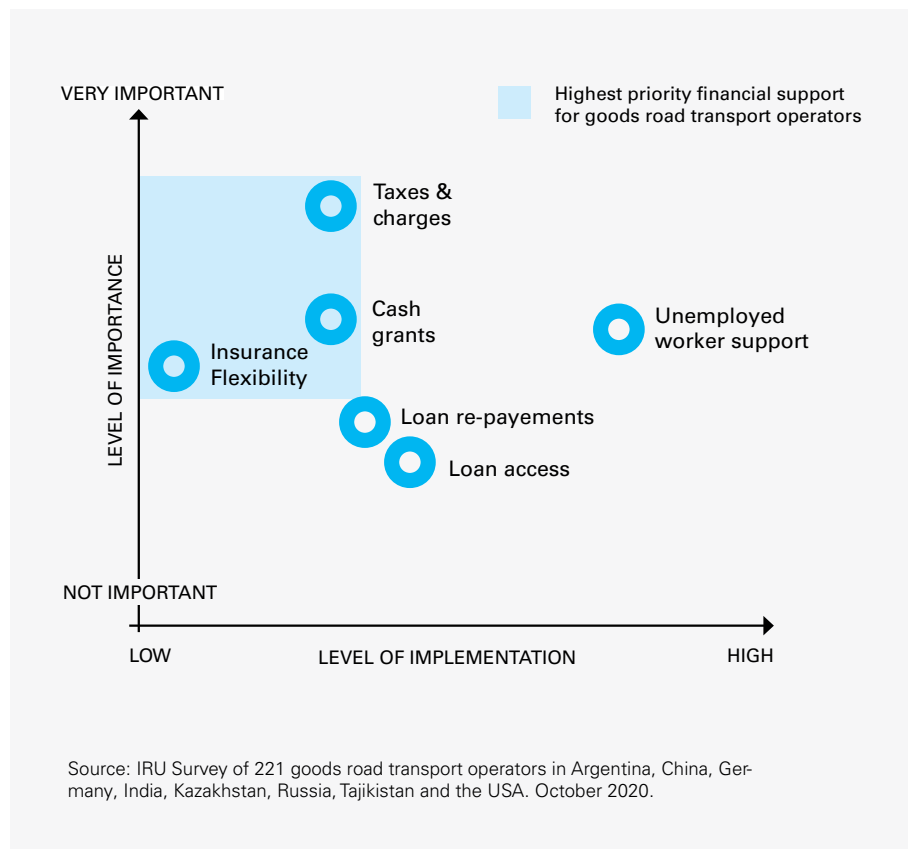 VERY IMPORTANT
Highest priority financial support
for goods road transport operators
Taxes &
charges
Cash
grants
Unemployed
worker support
Insurance
Flexibility
Loan re-payements
Loan access
LEVEL OF IMPORTANCE
NOT IMPORTANT
LOW
LEVEL OF IMPLEMENTATION
HIGH
Source: IRU Survey of 221 goods road transport operators in Argentina, China, Ger-
many, India, Kazakhstan, Russia, Tajikistan and the USA. October 2020.